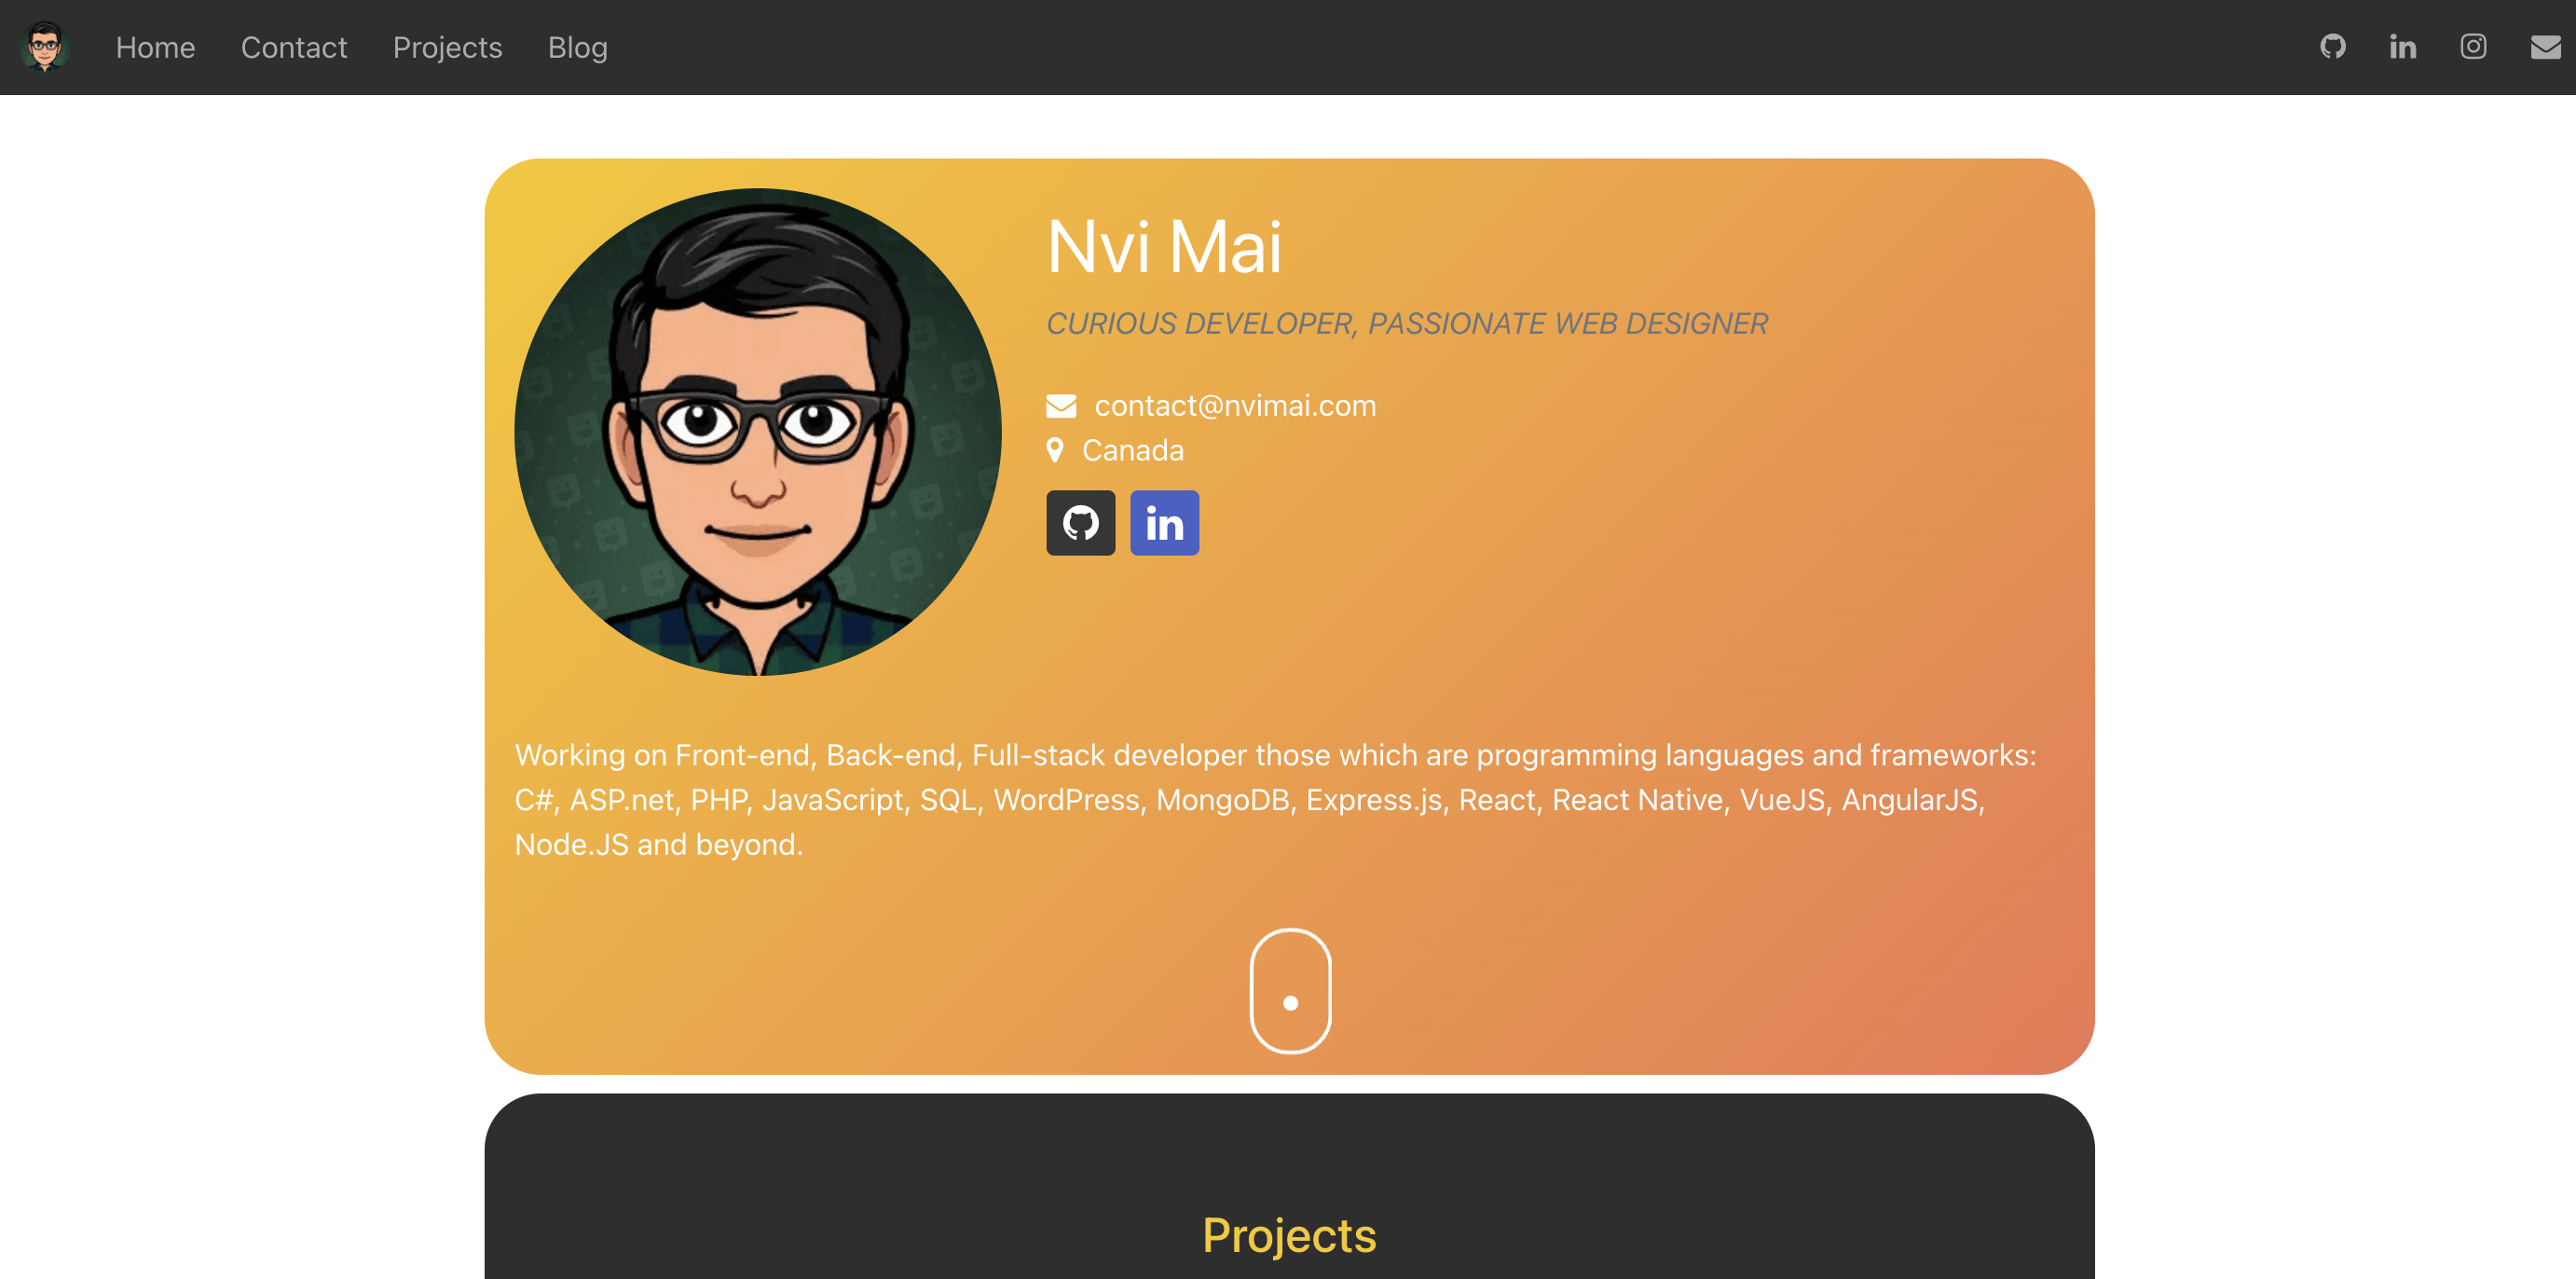 Home Contact Projects Blog
Nvi Mai
CURIOUS DEVELOPER, PASSIONATE WEB DESIGNER
contact@nvimai.com
Canada
in
Working on Front-end, Back-end, Full-stack developer those which are programming languages and frameworks:
C#, ASP.net, PHP, JavaScript, SQL, WordPress, MongoDB, Express.js, React, React Native, VueJS, AngularJS,
Node.JS and beyond.
Projects